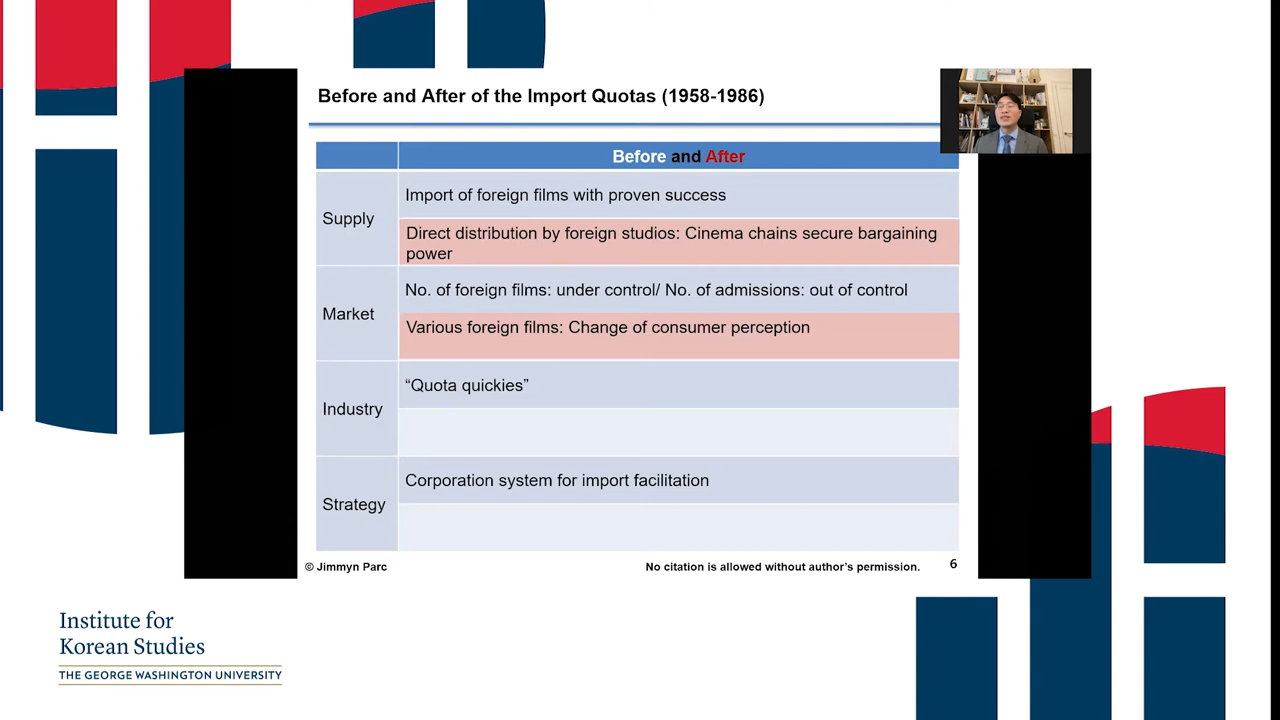 Before and After of the Import Quotas (1958-1986)
Before and After
Supply
Import of foreign films with proven success
Direct distribution by foreign studios: Cinema chains secure bargaining
power
Market
No. of foreign films: under control/ No. of admissions: out of control
Various foreign films: Change of consumer perception
Industry
“Quota quickies”
Strategy
Corporation system for import facilitation
© Jimmyn Parc
No citation is allowed without author’s permission.
6
Institute for
Korean Studies
THE GEORGE WASHINGTON UNIVERSITY